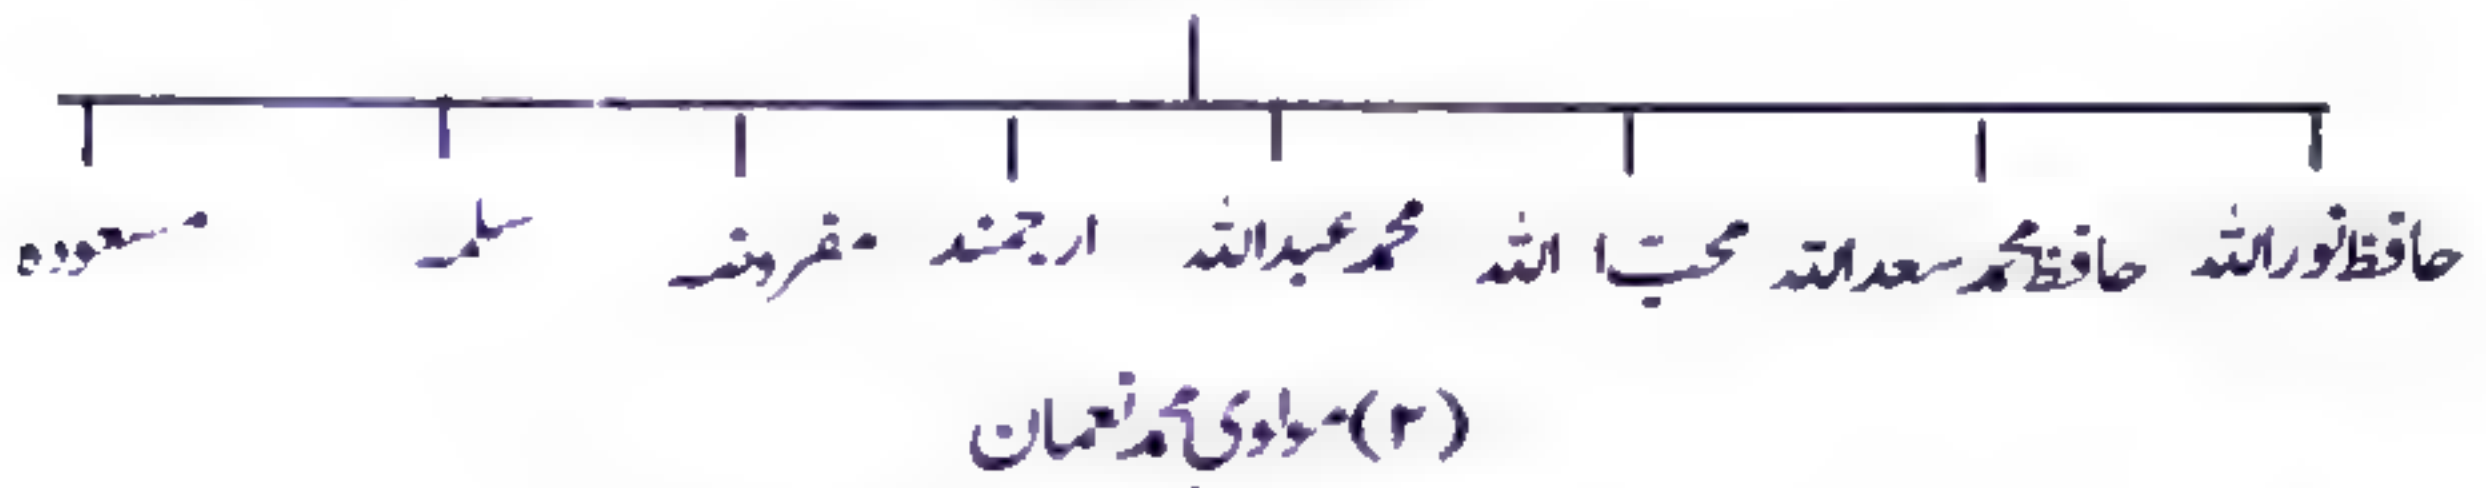 حافظ نور اللہ حافظ محمد سعد اللہ محبّ اللہ محمد عبد اللہ ارجمند سلمہ مسعودہ
(۲) مولوی محمد نعمان